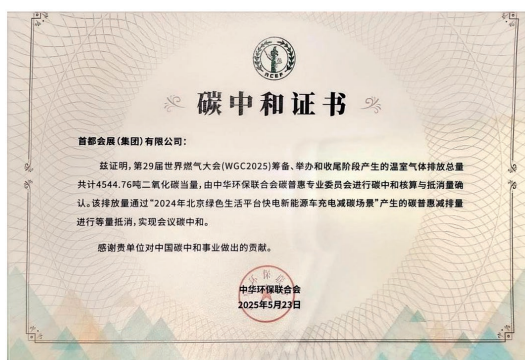 碳中和证书
首都会展(集团)有限公司:
兹证明,第29届世界燃气大会(WGC2025)筹备、举办和收尾阶段产生的温室气体排放总量
共计4544.76吨二氧化碳当量,由中华环保联合会碳普惠专业委员会进行碳中和核算与抵消量确
认。该排放量通过“2024年北京绿色生活平台快电新能源车充电减碳场景”产生的碳普惠减排量
进行等量抵消,实现会议碳中和。
感谢贵单位对中国碳中和事业做出的贡献。
中华环保联合会
2025年5月23日